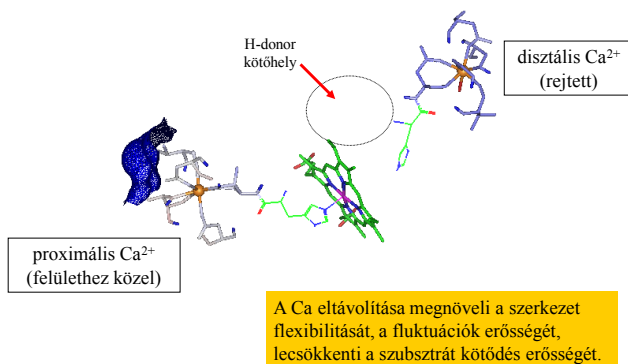 H-donor
kötőhely
disztális Ca²⁺
(rejtett)
proximális Ca²⁺
(felülethez közel)
A Ca eltávolítása megnöveli a szerkezet
flexibilitását, a fluktuációk erősségét,
lecsökkenti a szubsztrát kötődés erősségét.